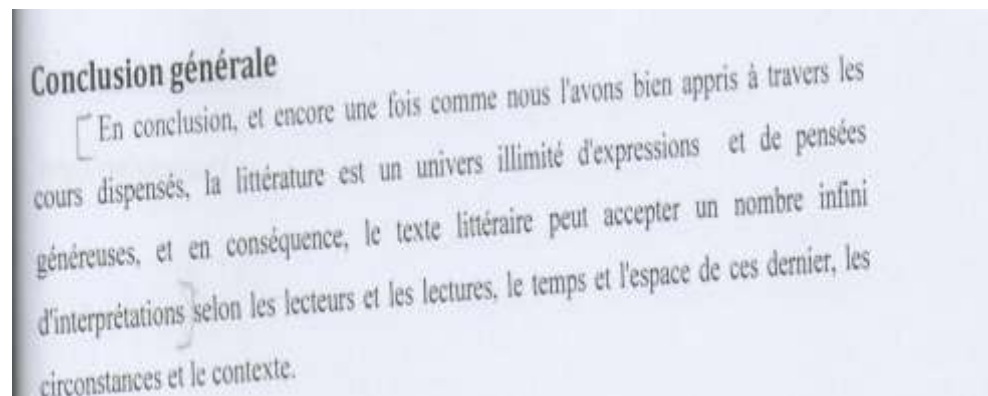 Conclusion générale
En conclusion, et encore une fois comme nous l'avons bien appris à travers les
cours dispensés, la littérature est un univers illimité d'expressions et de pensées
généreuses, et en conséquence, le texte littéraire peut accepter un nombre infini
d'interprétations selon les lecteurs et les lectures, le temps et l'espace de ces dernier, les
circonstances et le contexte.